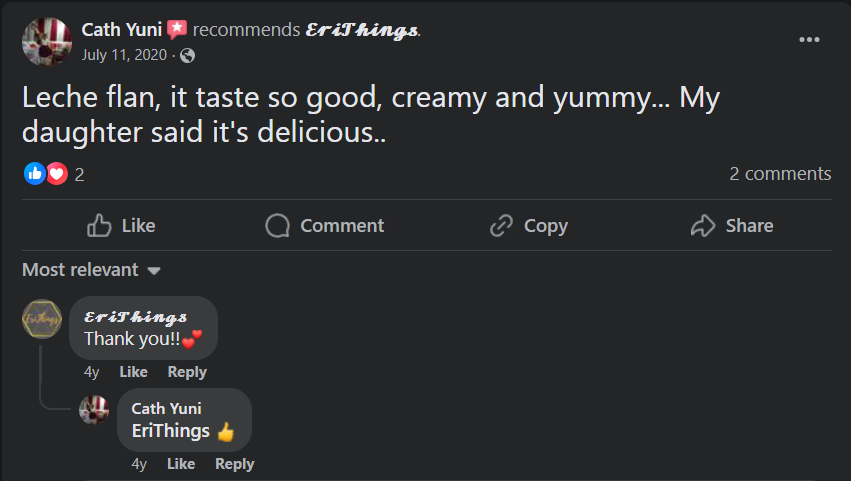 Cath Yuni recommends EriThings.
July 11, 2020 ·
Leche flan, it taste so good, creamy and yummy... My
daughter said it's delicious..
2
2 comments
Like
Comment
Copy
Share
Most relevant
EriThings
EriThings
Thank you!!💕
4y Like Reply
Cath Yuni
EriThings 👍
4y Like Reply